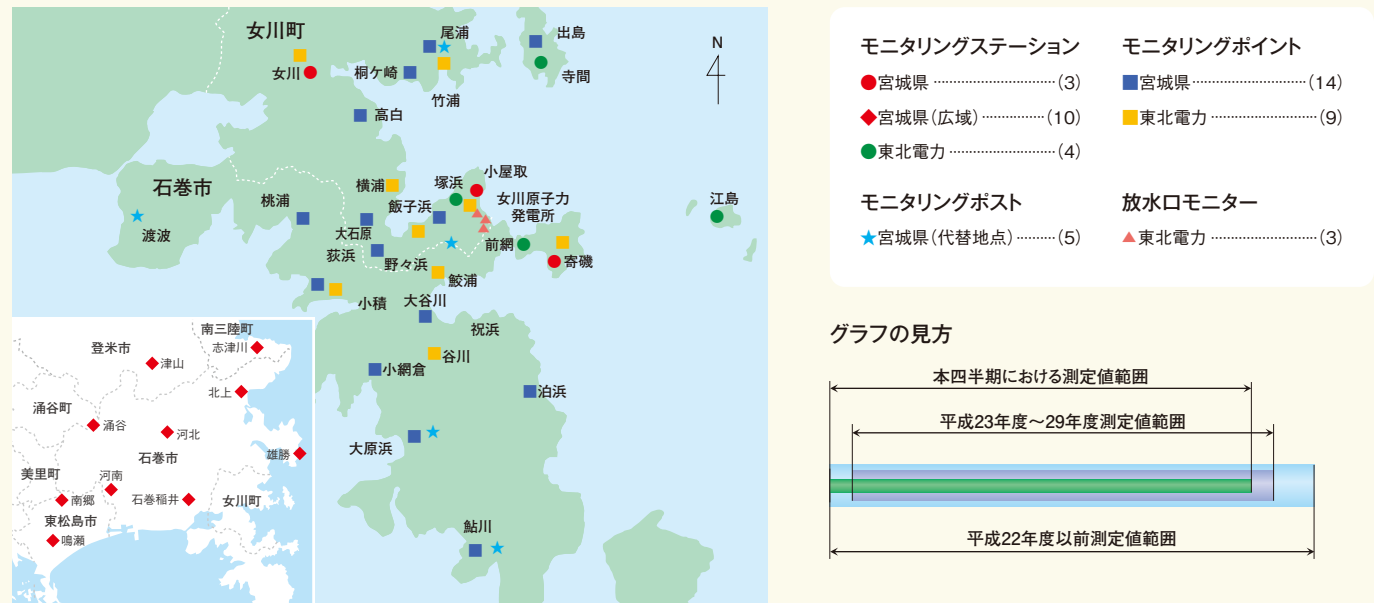 女川町
尾浦
出島
女川
桐ケ崎
竹浦
寺間
高白
N
石巻市
渡波
桃浦
横浦
飯子浜
塚浜
小屋取
女川原子力
発電所
江島
大石原
荻浜
野々浜
前網
寄磯
鮫浦
小積
大谷川
祝浜
谷川
小網倉
泊浜
大原浜
鮎川
南三陸町
志津川
登米市
津山
北上
涌谷町
涌谷
河北
石巻市
雄勝
美里町
河南
南郷
石巻稲井
女川町
東松島市
鳴瀬
モニタリングステーション
宮城県 ……………………(3)
宮城県(広域) …………(10)
東北電力 …………………(4)
モニタリングポイント
宮城県 ……………………(14)
東北電力 …………………(9)
モニタリングポスト
宮城県(代替地点) ………(5)
放水口モニター
東北電力 …………………(3)
グラフの見方
本四半期における測定値範囲
平成23年度～29年度測定値範囲
平成22年度以前測定値範囲